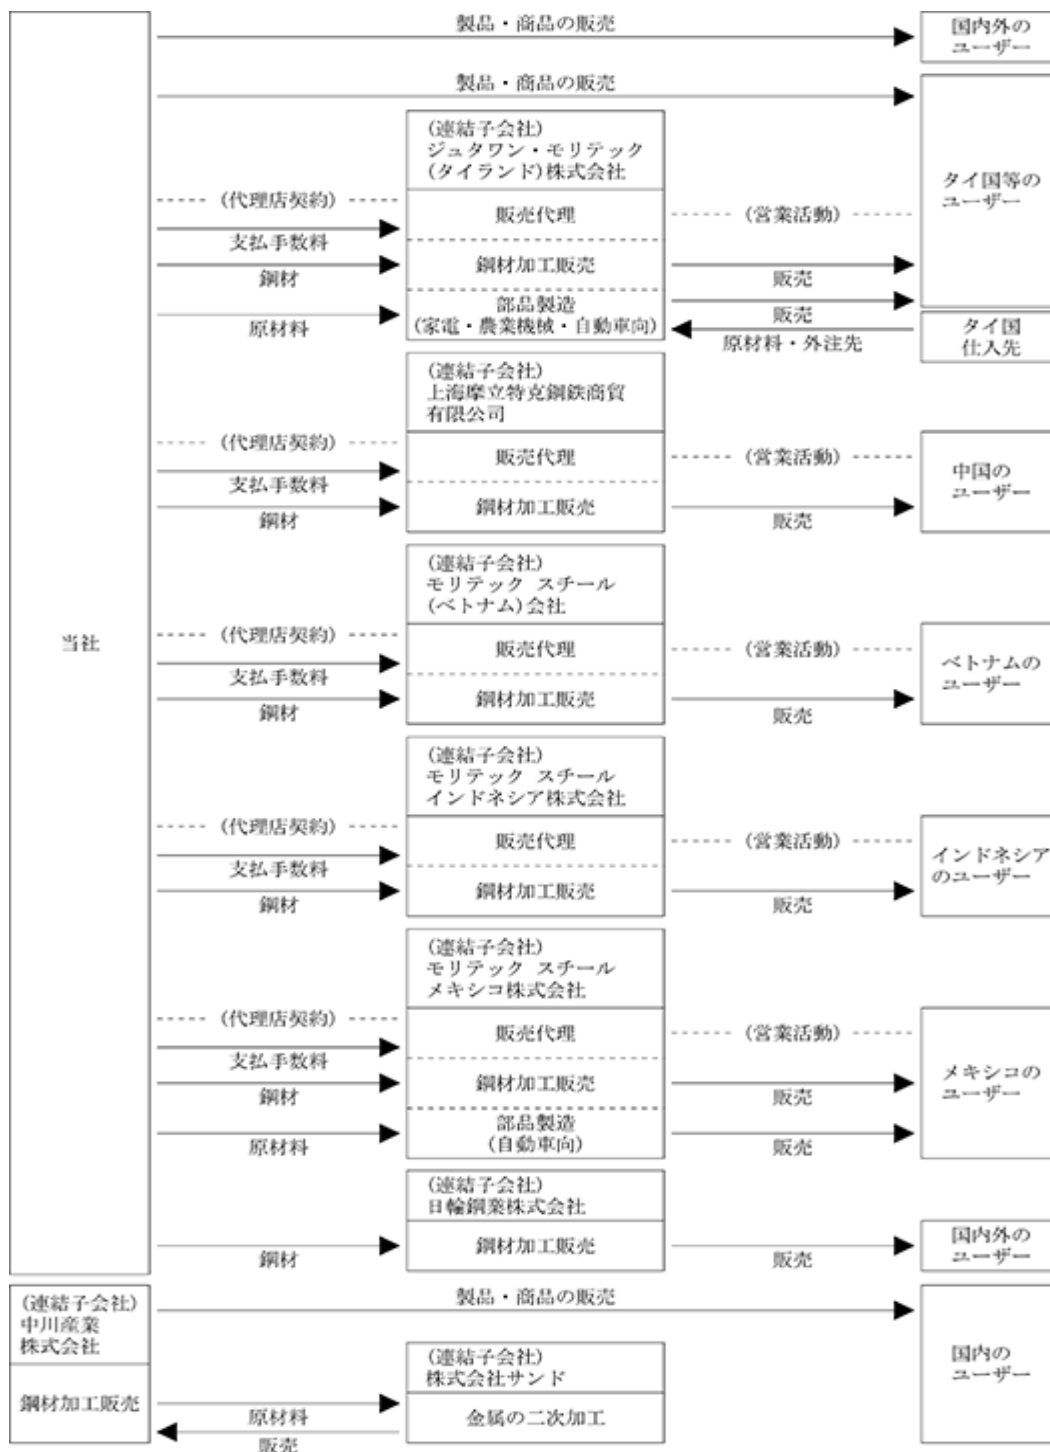 製品・商品の販売
国内外の
ユーザー
製品・商品の販売
(連結子会社)
ジュタワン・モリテック
(タイランド)株式会社
タイ国等の
ユーザー
(代理店契約)
販売代理
(営業活動)
支払手数料
鋼材加工販売
鋼材
販売
部品製造
(家電・農業機械・自動車向)
原材料
販売
原材料・外注先
タイ国
仕入先
(連結子会社)
上海摩立特克鋼鉄商貿
有限公司
(代理店契約)
販売代理
(営業活動)
中国の
ユーザー
支払手数料
鋼材加工販売
鋼材
販売
当社
(連結子会社)
モリテック スチール
(ベトナム)会社
(代理店契約)
販売代理
(営業活動)
ベトナムの
ユーザー
支払手数料
鋼材加工販売
鋼材
販売
(連結子会社)
モリテック スチール
インドネシア株式会社
(代理店契約)
販売代理
(営業活動)
インドネシア
のユーザー
支払手数料
鋼材加工販売
鋼材
販売
(連結子会社)
モリテック スチール
メキシコ株式会社
(代理店契約)
販売代理
(営業活動)
メキシコの
ユーザー
支払手数料
鋼材加工販売
鋼材
販売
部品製造
(自動車向)
原材料
販売
(連結子会社)
日輪鋼業株式会社
鋼材加工販売
鋼材
販売
国内外の
ユーザー
(連結子会社)
中川産業
株式会社
鋼材加工販売
製品・商品の販売
国内の
ユーザー
(連結子会社)
株式会社サンド
金属の二次加工
原材料
販売